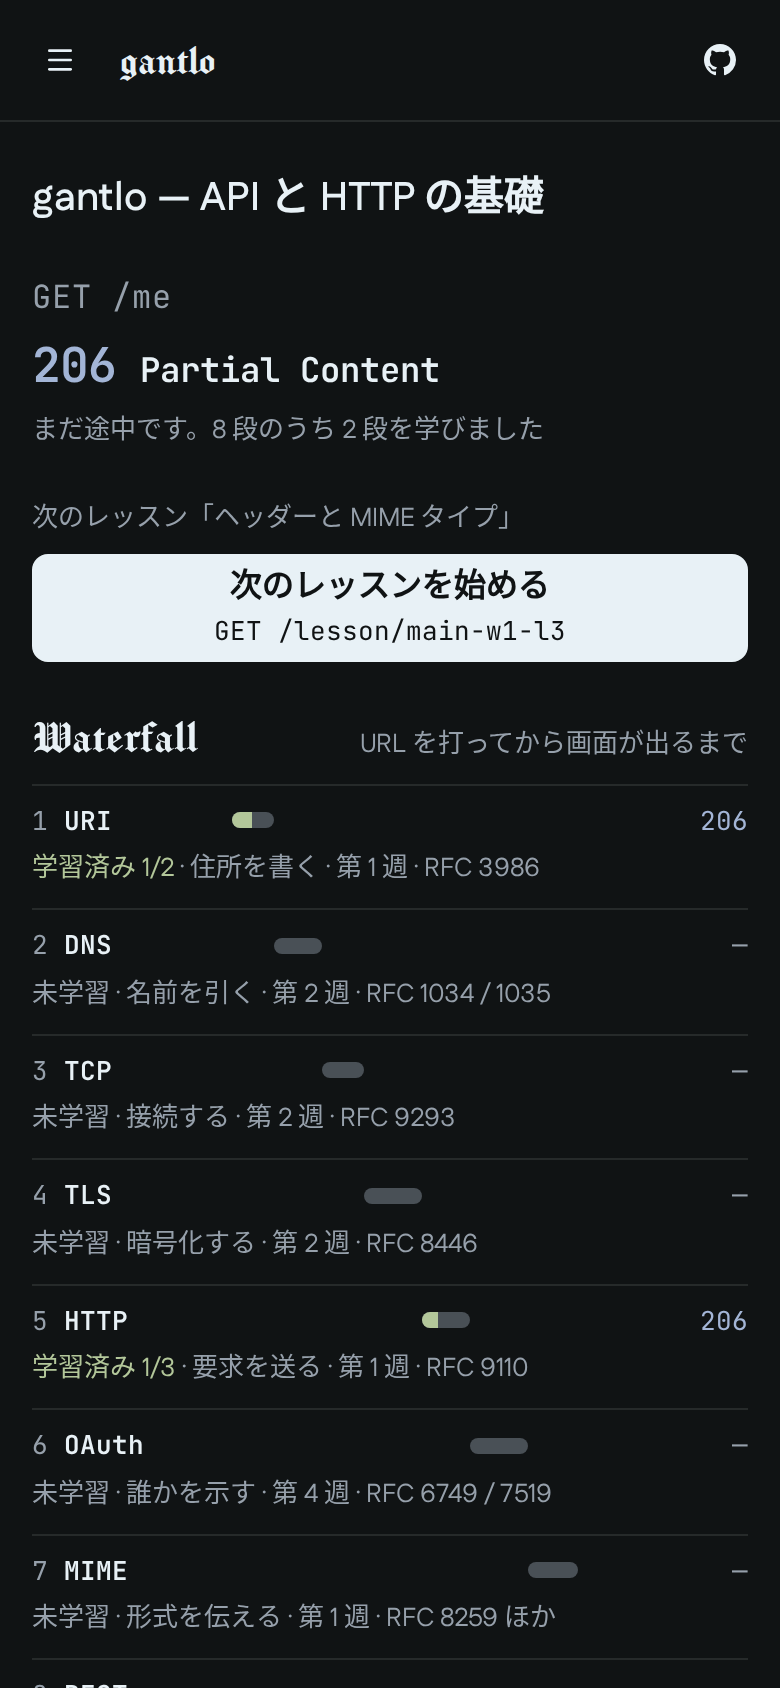 gantlo
gantlo — API と HTTP の基礎
GET /me
206 Partial Content
まだ途中です。8 段のうち 2 段を学びました
次のレッスン「ヘッダーと MIME タイプ」
次のレッスンを始める
GET /lesson/main-w1-l3
Waterfall URL を打ってから画面が出るまで
1 URI 206
学習済み 1/2 · 住所を書く · 第 1 週 · RFC 3986
2 DNS —
未学習 · 名前を引く · 第 2 週 · RFC 1034 / 1035
3 TCP —
未学習 · 接続する · 第 2 週 · RFC 9293
4 TLS —
未学習 · 暗号化する · 第 2 週 · RFC 8446
5 HTTP 206
学習済み 1/3 · 要求を送る · 第 1 週 · RFC 9110
6 OAuth —
未学習 · 誰かを示す · 第 4 週 · RFC 6749 / 7519
7 MIME —
未学習 · 形式を伝える · 第 1 週 · RFC 8259 ほか